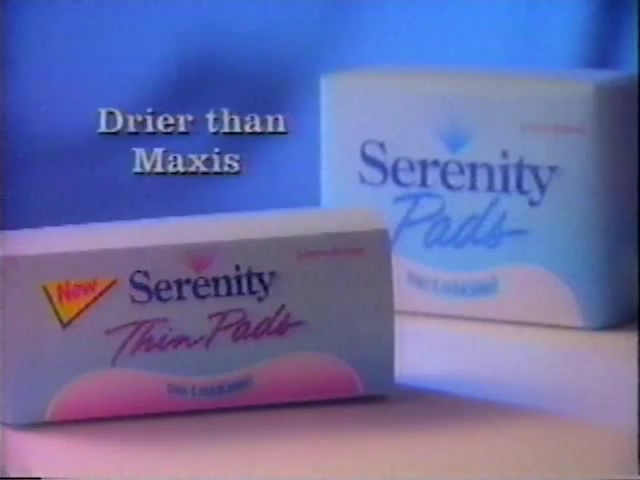 Drier than
Maxis
Serenity
Pads
New
Serenity
Thin Pads